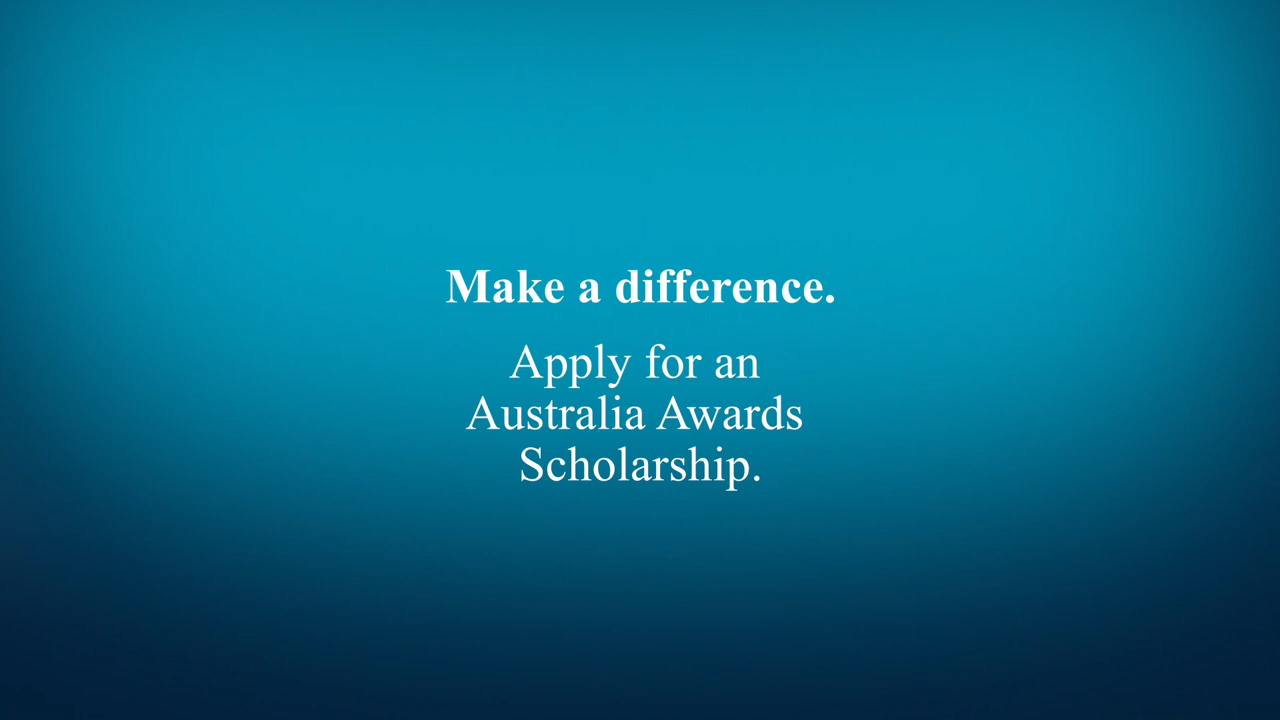 Make a difference.
Apply for an
Australia Awards
Scholarship.